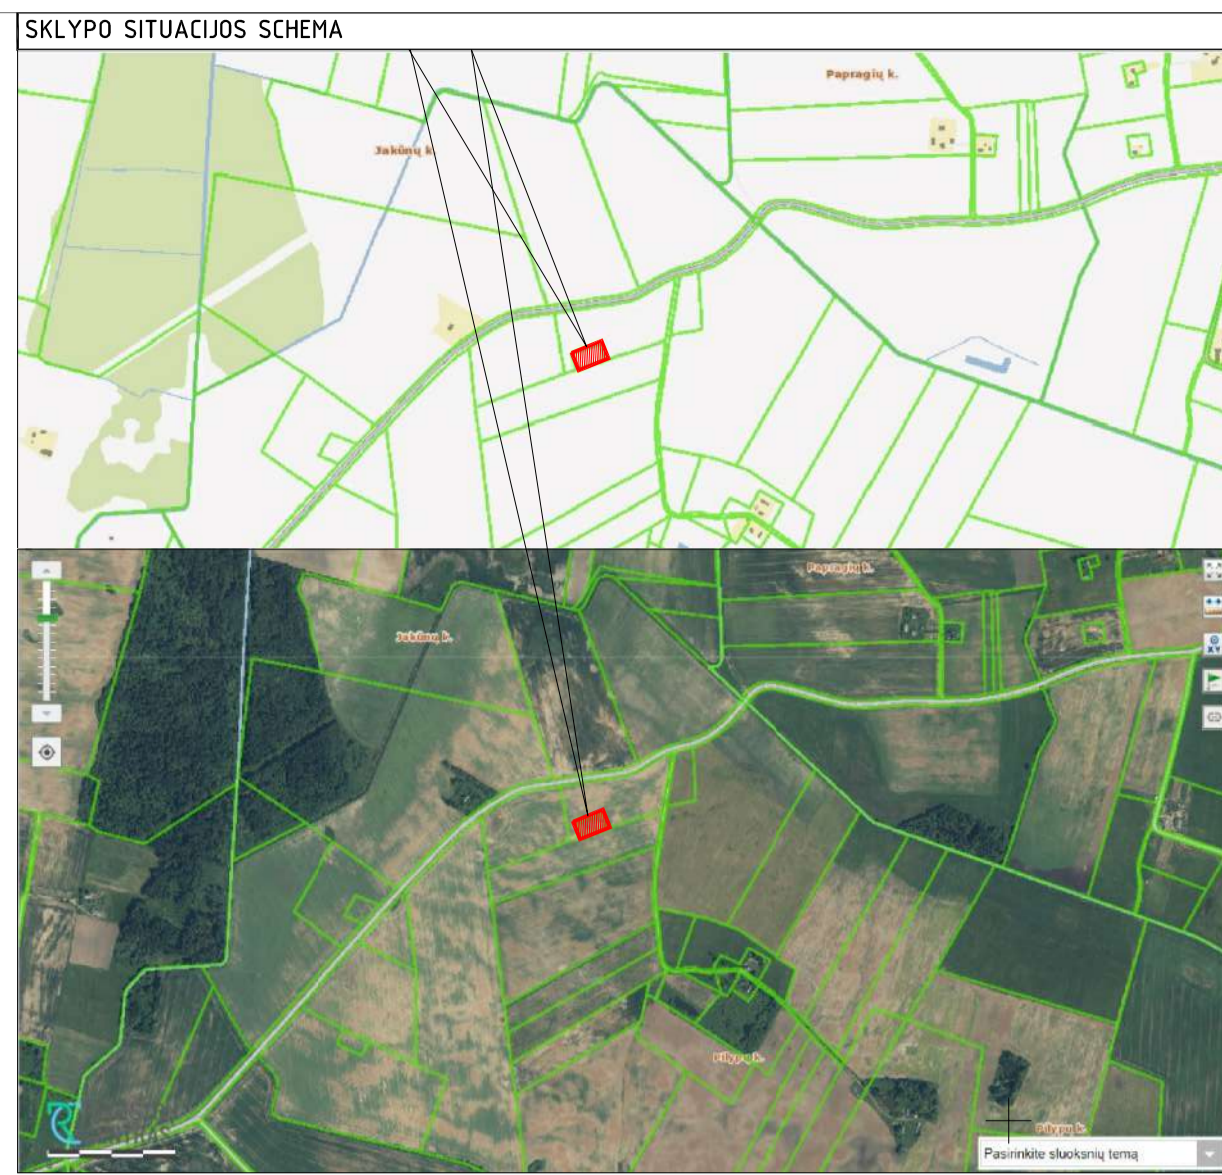 SKLYPO SITUACIJOS SCHEMA
Papragių k.
Jakūnų k.
Papragių k.
Jakūnų k.
Pilypų k.
Pilypų k.
Pasirinkite sluoksnių temą